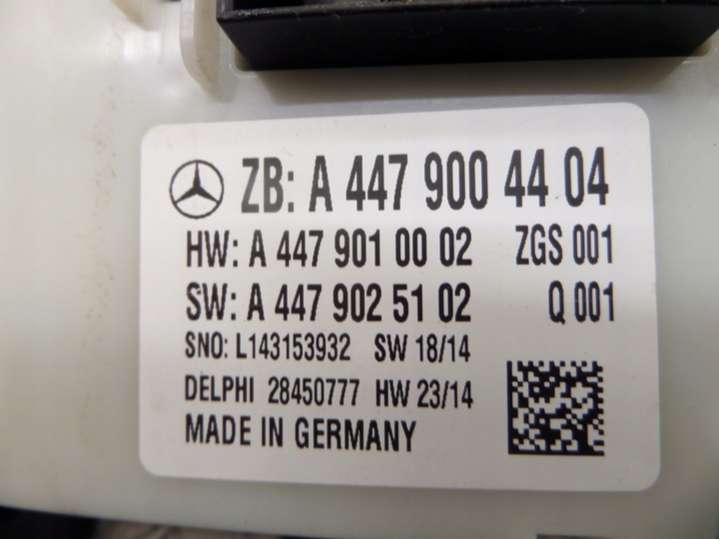 ZB: A 447 900 44 04
HW: A 447 901 00 02 ZGS 001
SW: A 447 902 51 02 Q 001
SNO: L143153932 SW 18/14
DELPHI 28450777 HW 23/14
MADE IN GERMANY